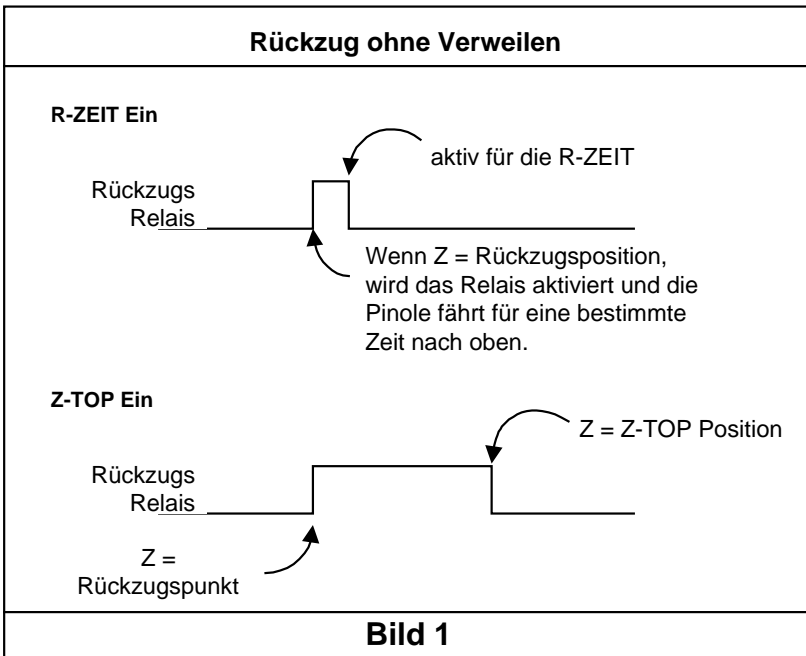 Rückzug ohne Verweilen
R-ZEIT Ein
aktiv für die R-ZEIT
Rückzugs
Relais
Wenn Z = Rückzugsposition,
wird das Relais aktiviert und die
Pinole fährt für eine bestimmte
Zeit nach oben.
Z-TOP Ein
Z = Z-TOP Position
Rückzugs
Relais
Z =
Rückzugspunkt
Bild 1